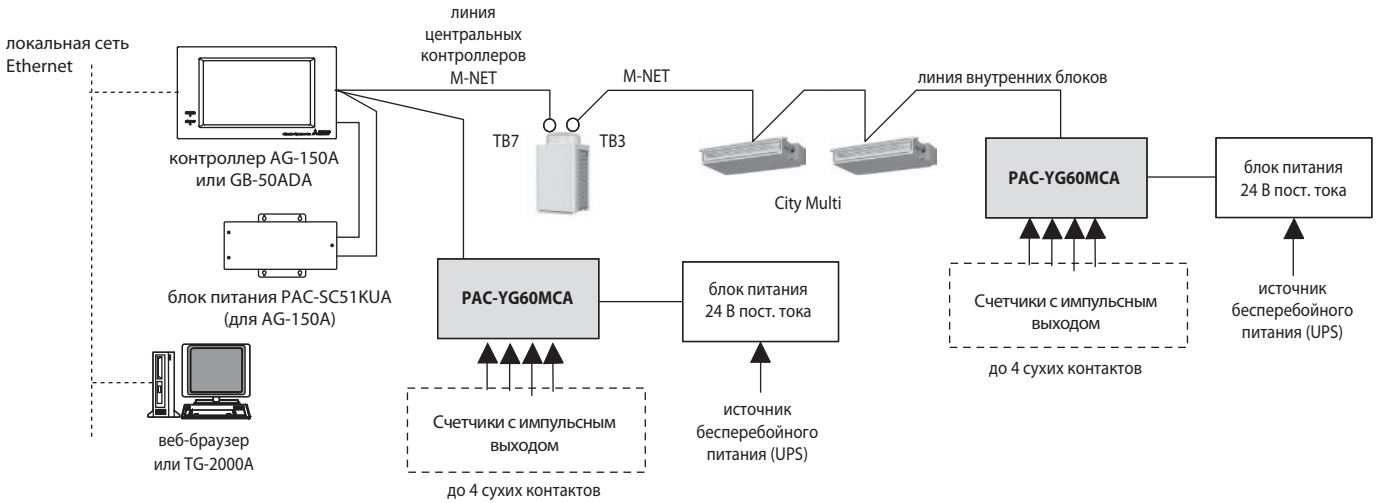 локальная сеть
Ethernet
линия
центральных
контроллеров
M-NET
M-NET
линия внутренних блоков
TB7
TB3
City Multi
контроллер AG-150A
или GB-50ADA
блок питания PAC-SC51KUA
(для AG-150A)
веб-браузер
или TG-2000A
PAC-YG60MCA
блок питания
24 В пост. тока
Счетчики с импульсным
выходом
до 4 сухих контактов
источник
бесперебойного
питания (UPS)
PAC-YG60MCA
блок питания
24 В пост. тока
Счетчики с импульсным
выходом
до 4 сухих контактов
источник
бесперебойного
питания (UPS)